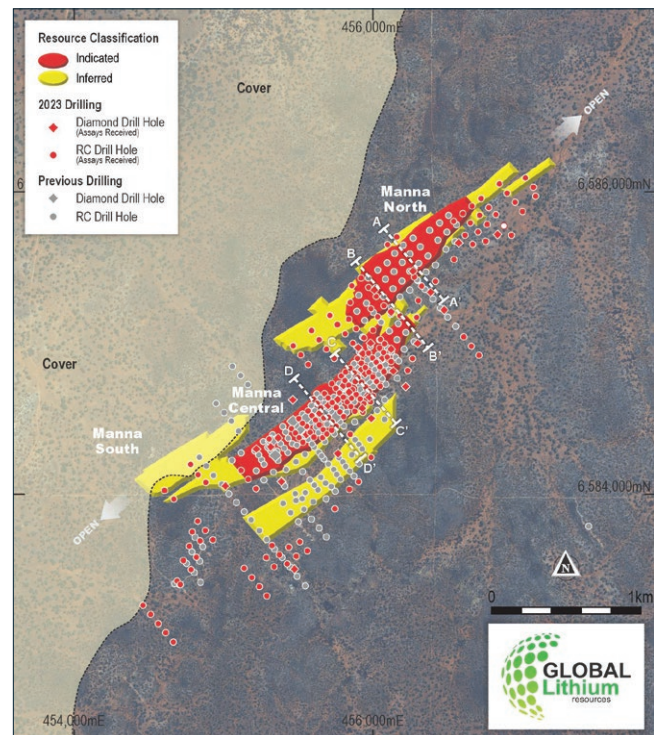 456,000mE
Resource Classification
Indicated
Inferred
2023 Drilling
Diamond Drill Hole
(Assays Received)
RC Drill Hole
(Assays Received)
Previous Drilling
Diamond Drill Hole
RC Drill Hole
Cover
OPEN
6,586,000mN
Manna
North
A
B
A'
B'
C
Cover
D
Manna
Central
C'
Manna
South
D'
6,584,000mN
OPEN
N
0
1km
GLOBAL
Lithium
resources
454,000mE
456,000mE